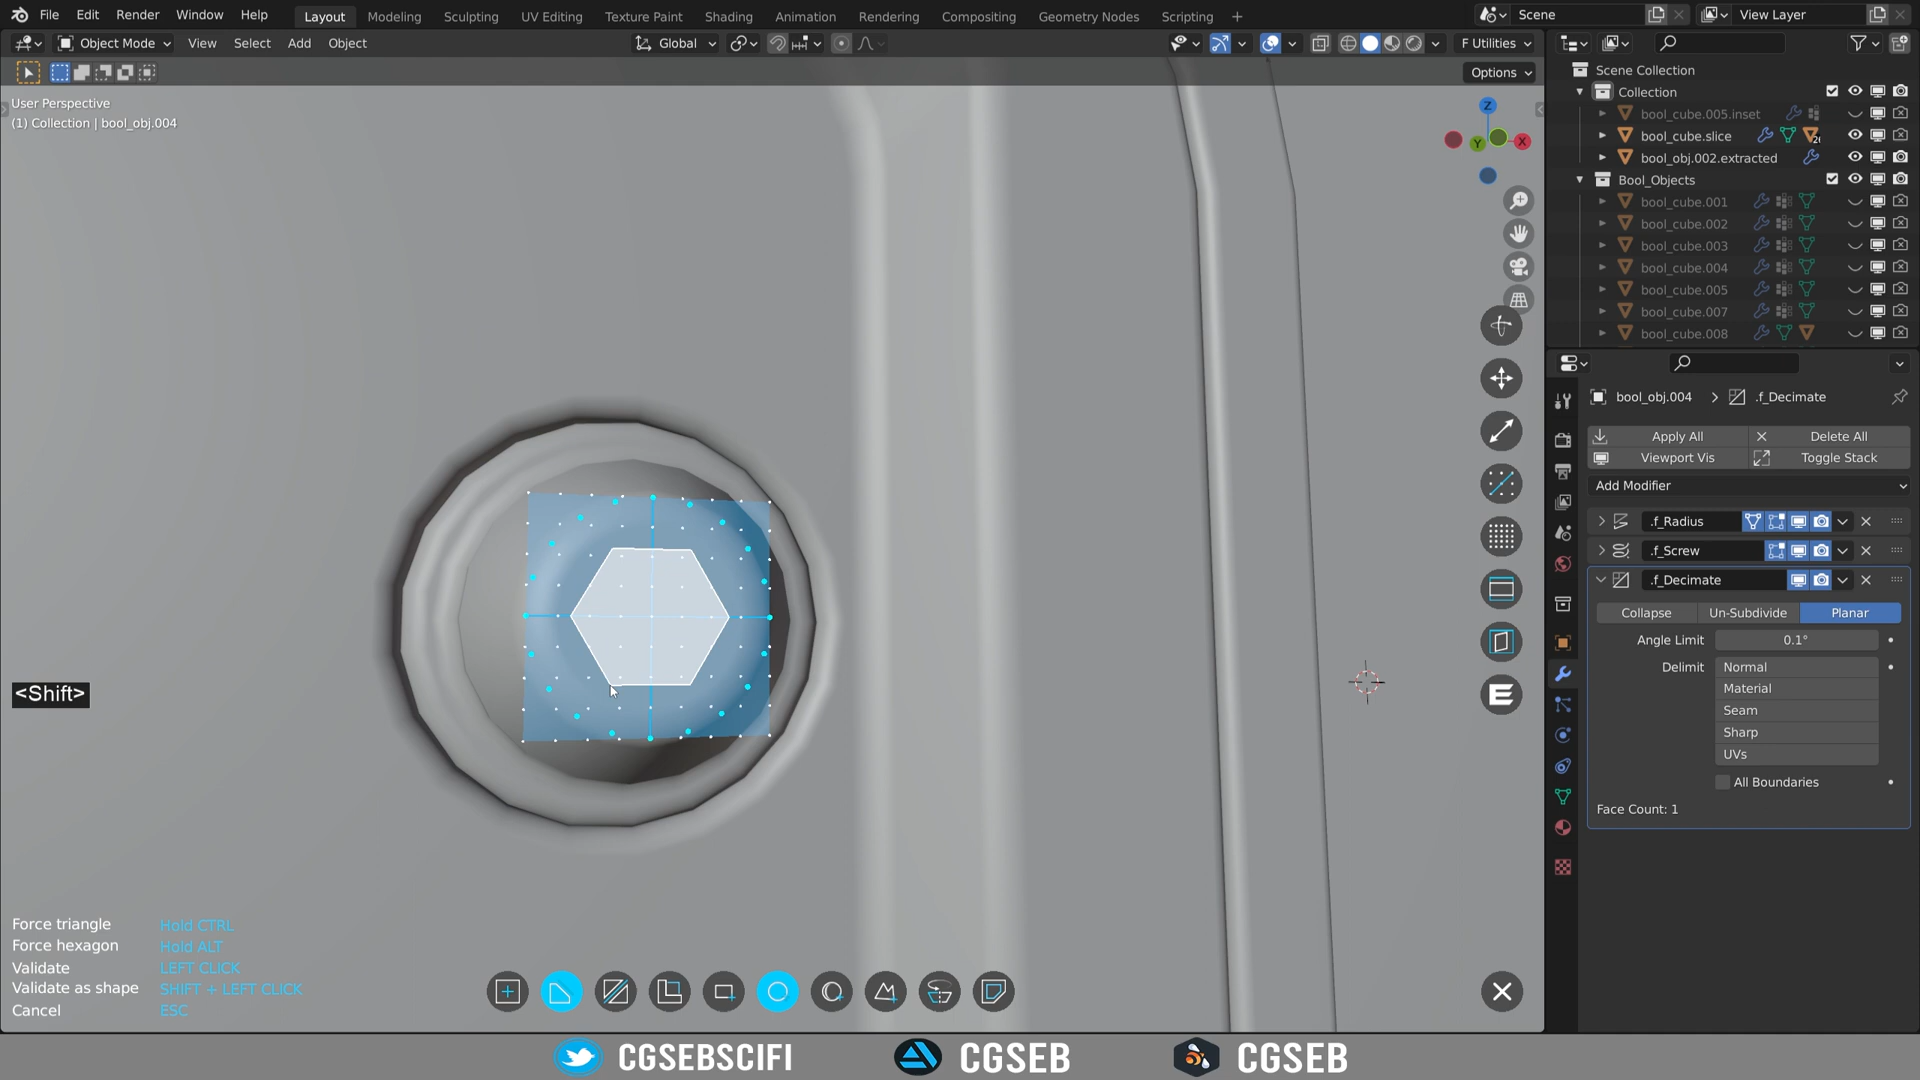 File Edit Render Window Help Layout Modeling Sculpting UV Editing Texture Paint Shading Animation Rendering Compositing Geometry Nodes Scripting + Scene View Layer
Object Mode View Select Add Object Global F Utilities
Options
User Perspective
(1) Collection | bool_obj.004
Z
Y X
Scene Collection
Collection
bool_cube.005.inset
bool_cube.slice
bool_obj.002.extracted
Bool_Objects
bool_cube.001
bool_cube.002
bool_cube.003
bool_cube.004
bool_cube.005
bool_cube.007
bool_cube.008
bool_obj.004 > .f_Decimate
Apply All Delete All
Viewport Vis Toggle Stack
Add Modifier
.f_Radius
.f_Screw
.f_Decimate
Collapse Un-Subdivide Planar
Angle Limit 0.1°
Delimit Normal
Material
Seam
Sharp
UVs
All Boundaries
Face Count: 1
<Shift>
Force triangle Hold CTRL
Force hexagon Hold ALT
Validate LEFT CLICK
Validate as shape SHIFT + LEFT CLICK
Cancel ESC
CGSEBSCIFI CGSEB CGSEB